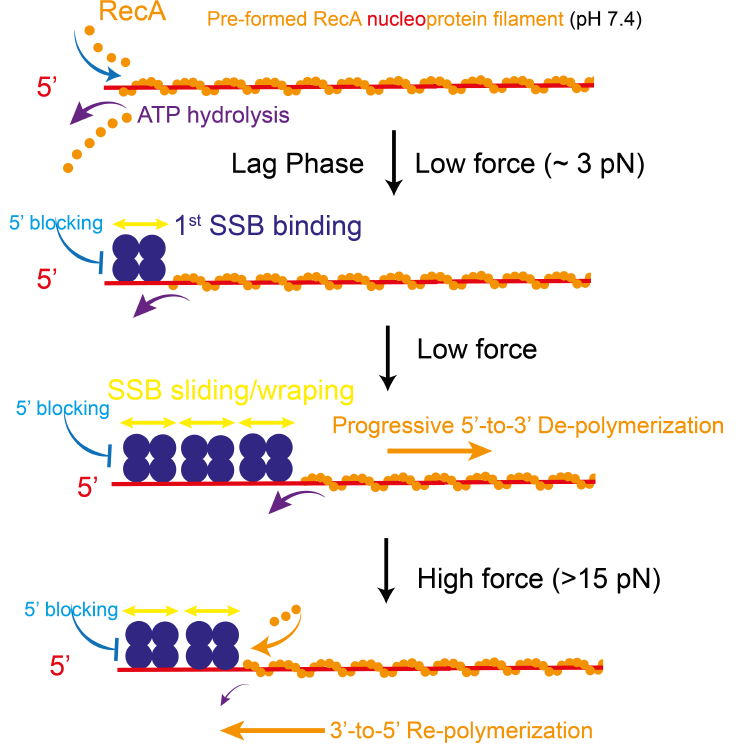 RecA
Pre-formed RecA nucleoprotein filament (pH 7.4)
5’
ATP hydrolysis
Lag Phase
Low force (~ 3 pN)
5’ blocking
1st SSB binding
5’
Low force
SSB sliding/wraping
5’ blocking
Progressive 5’-to-3’ De-polymerization
5’
High force (>15 pN)
5’ blocking
5’
3’-to-5’ Re-polymerization